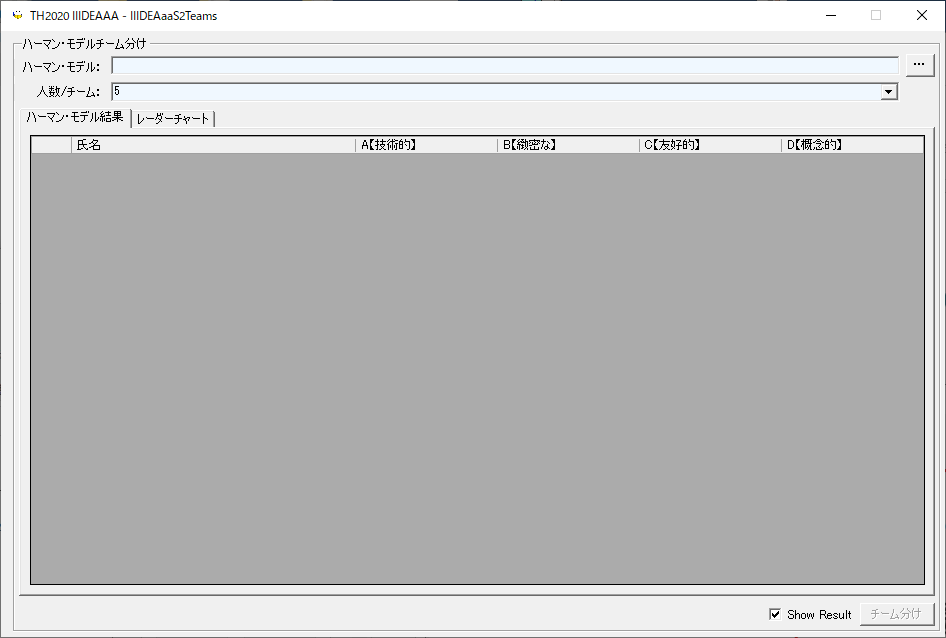 TH2020 IIIDEAAA - IIIDEAaaS2Teams
ハーマン・モデルチーム分け
ハーマン・モデル:
...
人数/チーム:
5
ハーマン・モデル結果
レーダーチャート
氏名
A【技術的】
B【緻密な】
C【友好的】
D【概念的】
Show Result
チーム分け